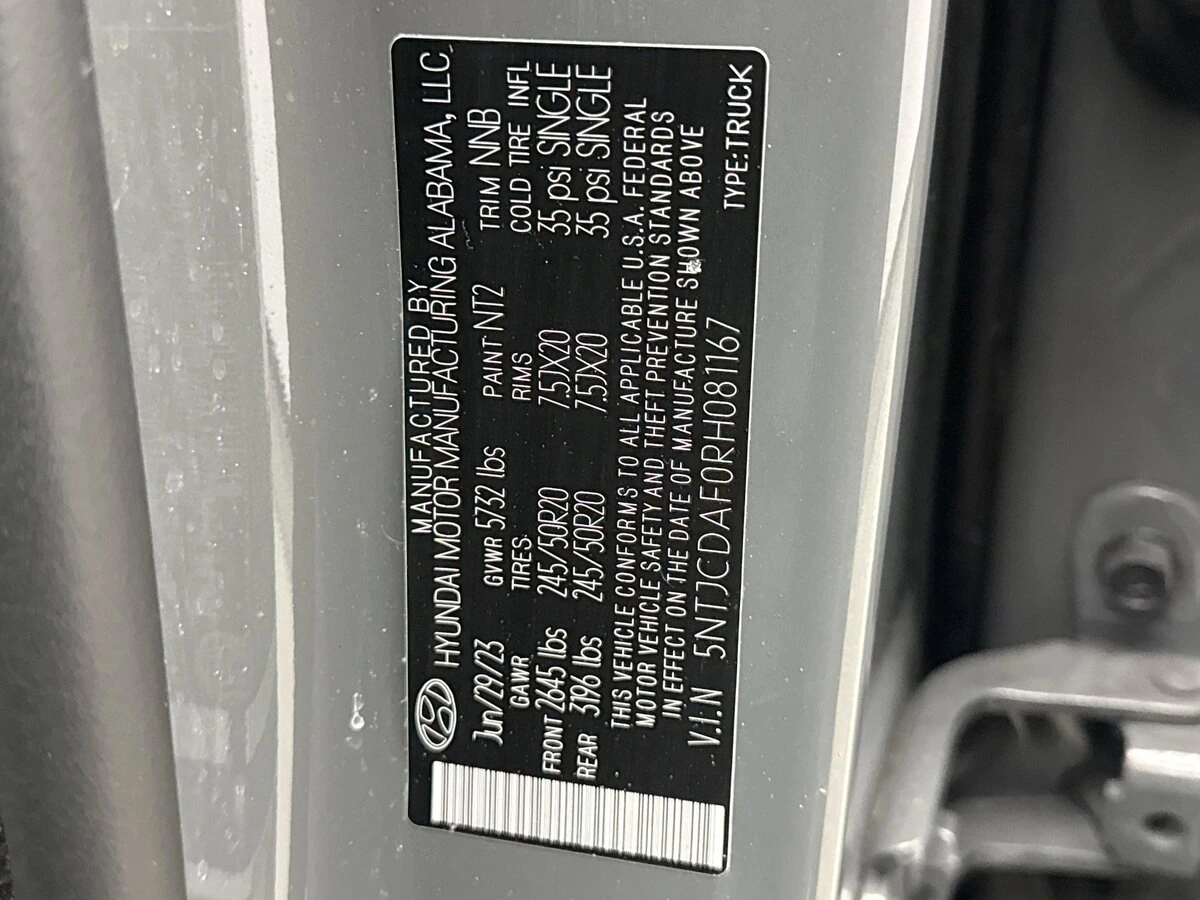 MANUFACTURED BY:
HYUNDAI MOTOR MANUFACTURING ALABAMA, LLC.
Jun/29/23 GVWR 5732 lbs PAINT NT2 TRIM NNB
GAWR TIRES RIMS COLD TIRE INFL
FRONT 2645 lbs 245/50R20 7.5JX20 35 psi SINGLE
REAR 3196 lbs 245/50R20 7.5JX20 35 psi SINGLE
THIS VEHICLE CONFORMS TO ALL APPLICABLE U.S.A. FEDERAL
MOTOR VEHICLE SAFETY AND THEFT PREVENTION STANDARDS
IN EFFECT ON THE DATE OF MANUFACTURE SHOWN ABOVE
V.I.N 5NTJCDAF0RH081167 TYPE:TRUCK